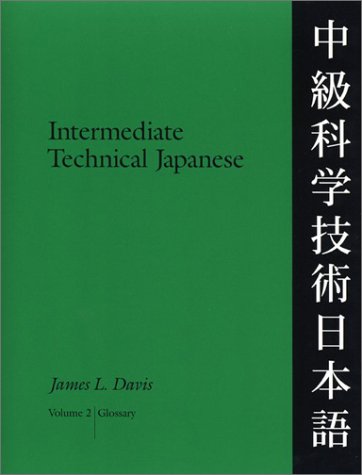 Intermediate
Technical Japanese
中級科学技術日本語
James L. Davis
Volume 2 | Glossary